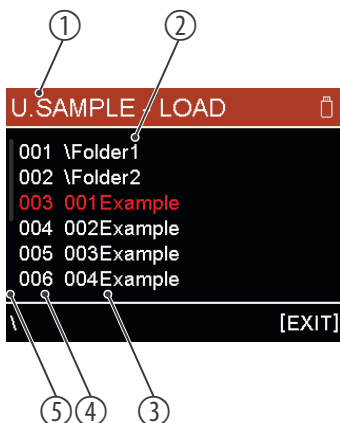 ① ②
U.SAMPLE - LOAD
001 \Folder1
002 \Folder2
003 001Example
004 002Example
005 003Example
006 004Example
\ [EXIT]
⑤ ④ ③